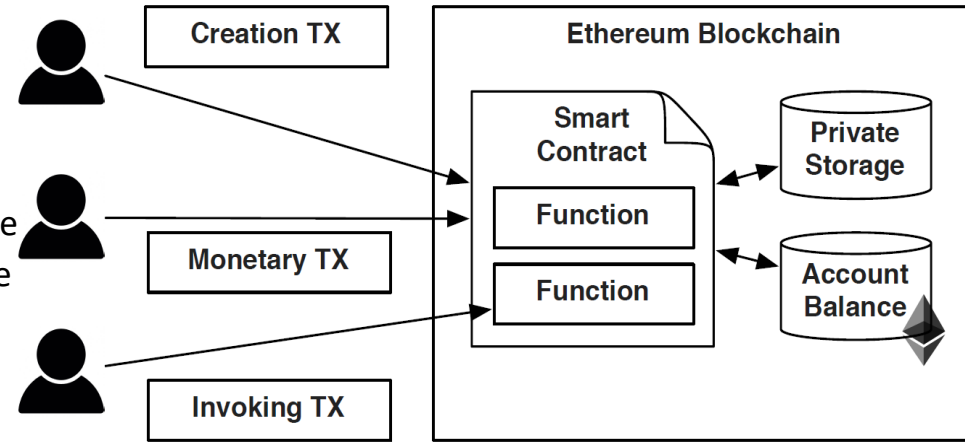 Creation TX
Ethereum Blockchain
Smart
Contract
Private
Storage
Function
e
Monetary TX
e
Function
Account
Balance
Invoking TX